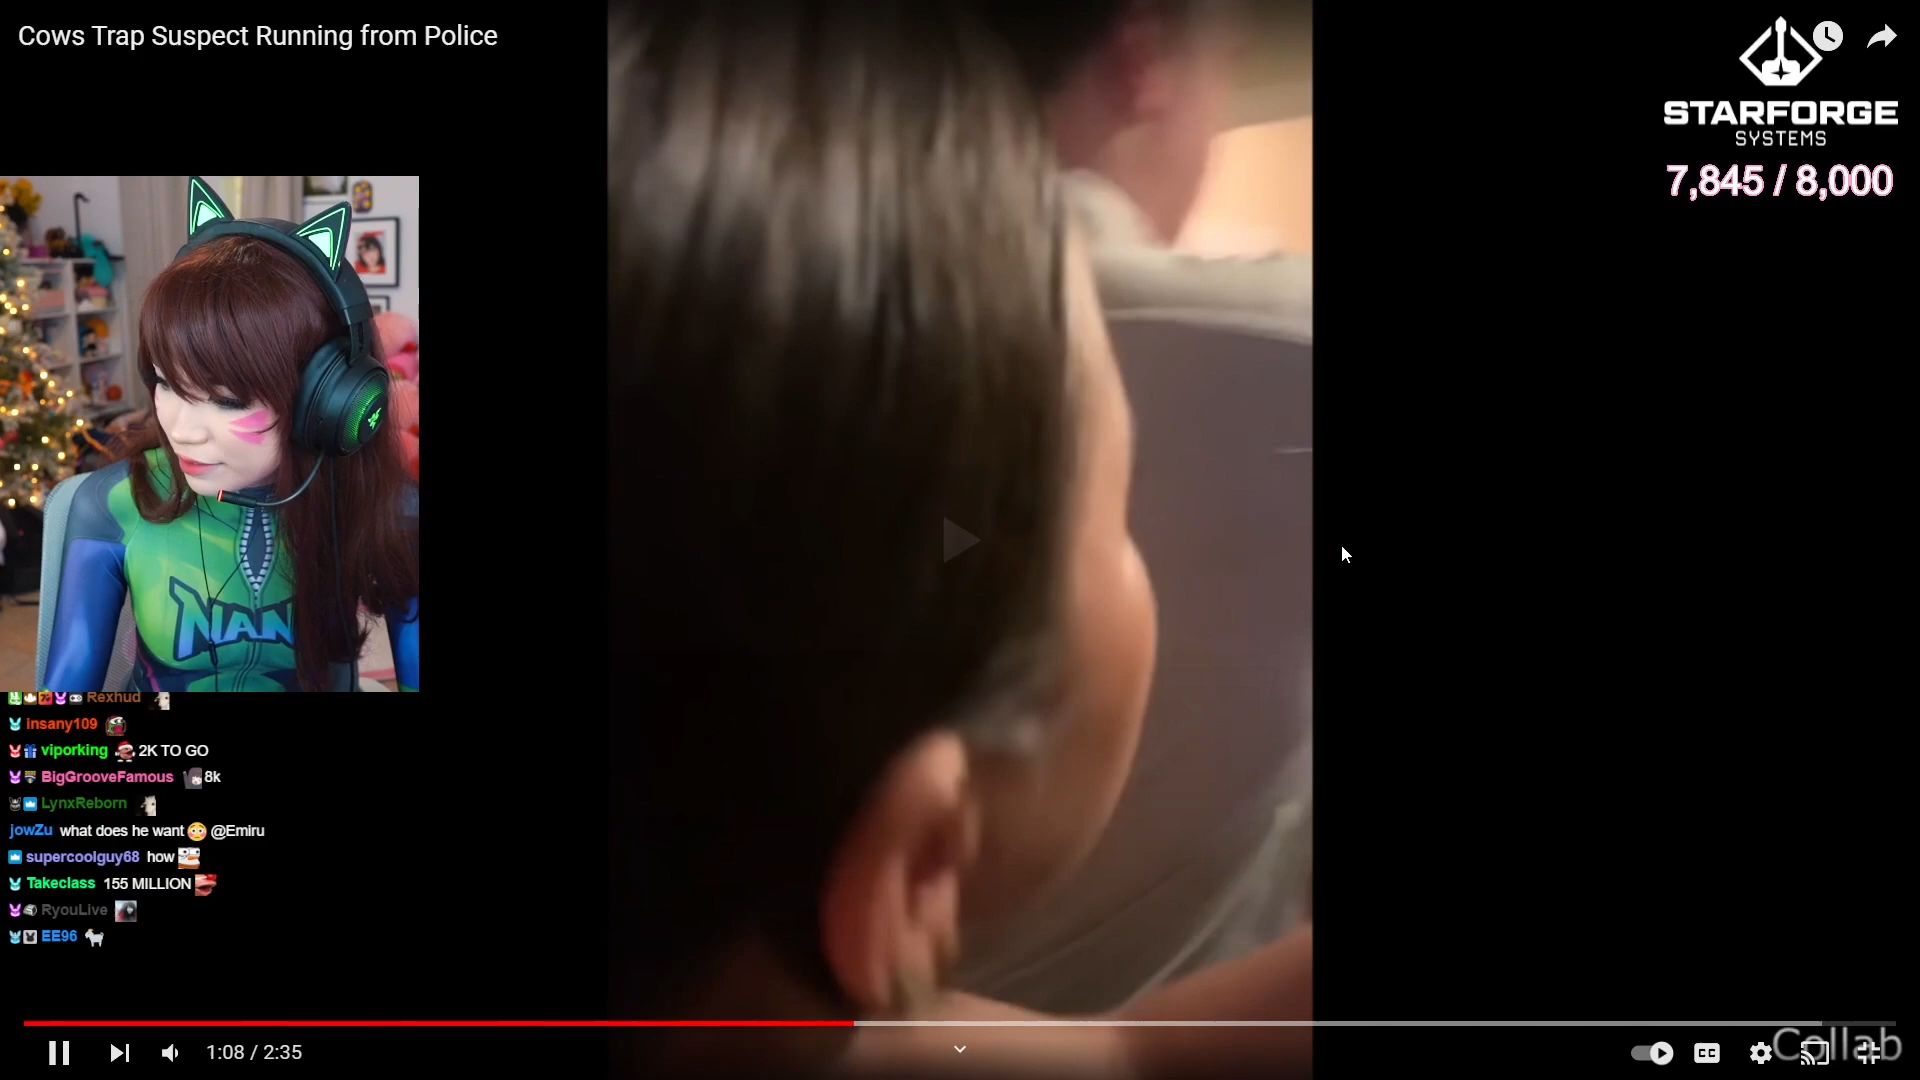 Cows Trap Suspect Running from Police
STARFORGE
SYSTEMS
7,845 / 8,000
NAN
Rexhud
insany109
viporking 2K TO GO
BigGrooveFamous 8k
LynxReborn
jowZu what does he want @Emiru
supercoolguy68 how
Takeclass 155 MILLION
RyouLive
EE96
1:08 / 2:35
CC
Collab